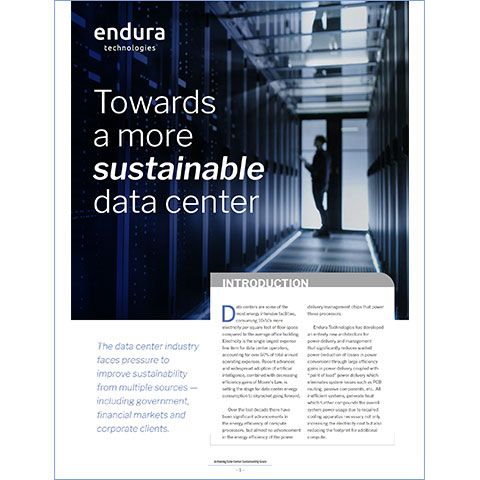 endura
technologies
Towards
a more
sustainable
data center
INTRODUCTION
Data centers are some of the
most energy intensive facilities,
consuming 10-50x more
electricity per square foot of floor space
compared to the average office building.
Electricity is the single largest expense
line item for data center operators,
accounting for over 60% of total annual
operating expenses. Recent advances
and widespread adoption of artificial
intelligence, combined with decreasing
efficiency gains of Moore's Law, is
setting the stage for data center energy
consumption to skyrocket going forward.
Over the last decade there have
been significant advancements in
the energy efficiency of compute
processors, but almost no advancement
in the energy efficiency of the power
delivery/management chips that power
these processors.
Endura Technologies has developed
an entirely new architecture for
power delivery and management
that significantly reduces wasted
power (reduction of losses in power
conversion) through large efficiency
gains in power delivery coupled with
"point of load" power delivery which
eliminates system losses such as PCB
routing, passive components, etc. All
inefficient systems, generate heat
which further compounds the overall
system power usage due to required
cooling apparatus necessary not only
increasing the electricity cost but also
reducing the footprint for additional
compute.
The data center industry
faces pressure to
improve sustainability
from multiple sources —
including government,
financial markets and
corporate clients.
- 1 -